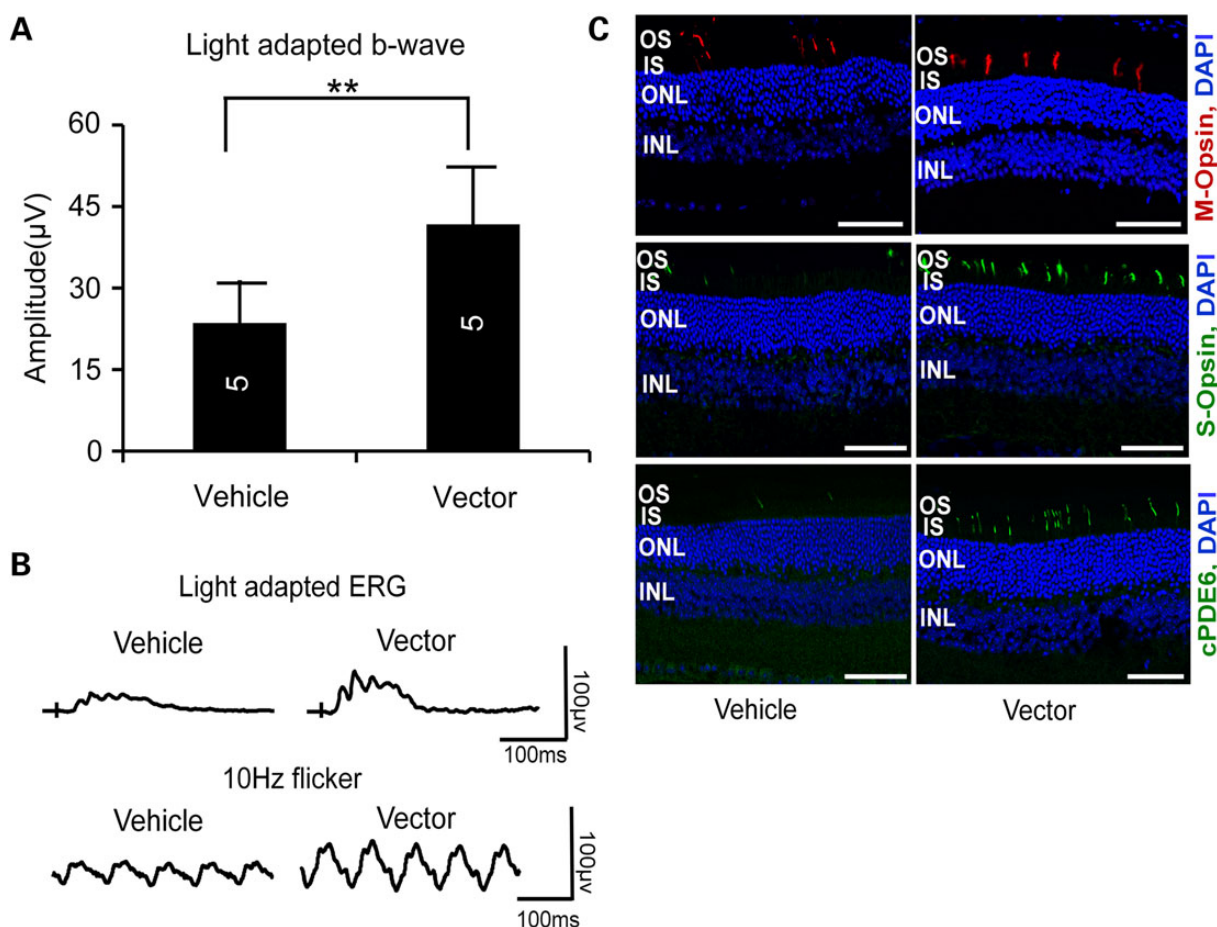 A
Light adapted b-wave
**
60
45
30
15
0
Amplitude(µV)
5
5
Vehicle
Vector
B
Light adapted ERG
Vehicle
Vector
100µv
100ms
10Hz flicker
Vehicle
Vector
100µv
100ms
C
OS
IS
ONL
INL
OS
IS
ONL
INL
M-Opsin, DAPI
OS
IS
ONL
INL
OS
IS
ONL
INL
S-Opsin, DAPI
OS
IS
ONL
INL
OS
IS
ONL
INL
cPDE6, DAPI
Vehicle
Vector